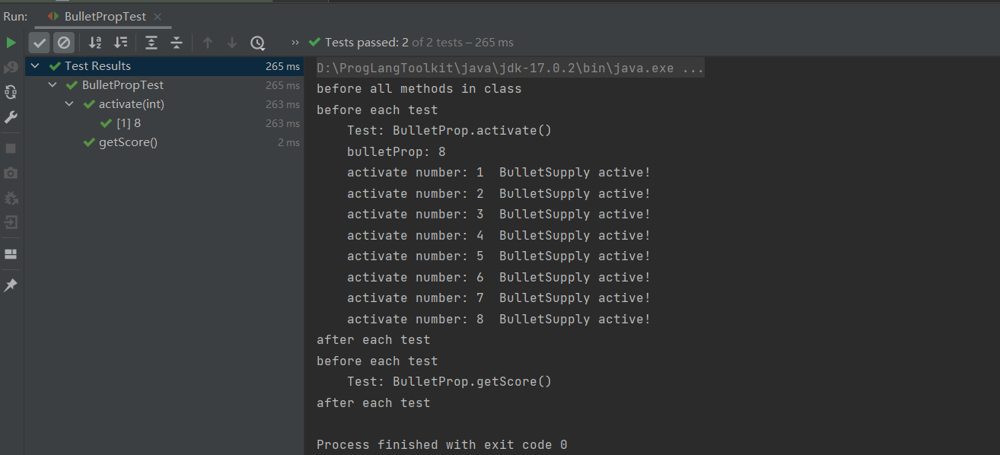 Run: BulletPropTest
Tests passed: 2 of 2 tests – 265 ms
Test Results 265 ms
BulletPropTest 265 ms
activate(int) 263 ms
[1] 8 263 ms
getScore() 2 ms
D:\ProgLangToolkit\java\jdk-17.0.2\bin\java.exe ...
before all methods in class
before each test
Test: BulletProp.activate()
bulletProp: 8
activate number: 1  BulletSupply active!
activate number: 2  BulletSupply active!
activate number: 3  BulletSupply active!
activate number: 4  BulletSupply active!
activate number: 5  BulletSupply active!
activate number: 6  BulletSupply active!
activate number: 7  BulletSupply active!
activate number: 8  BulletSupply active!
after each test
before each test
Test: BulletProp.getScore()
after each test
Process finished with exit code 0